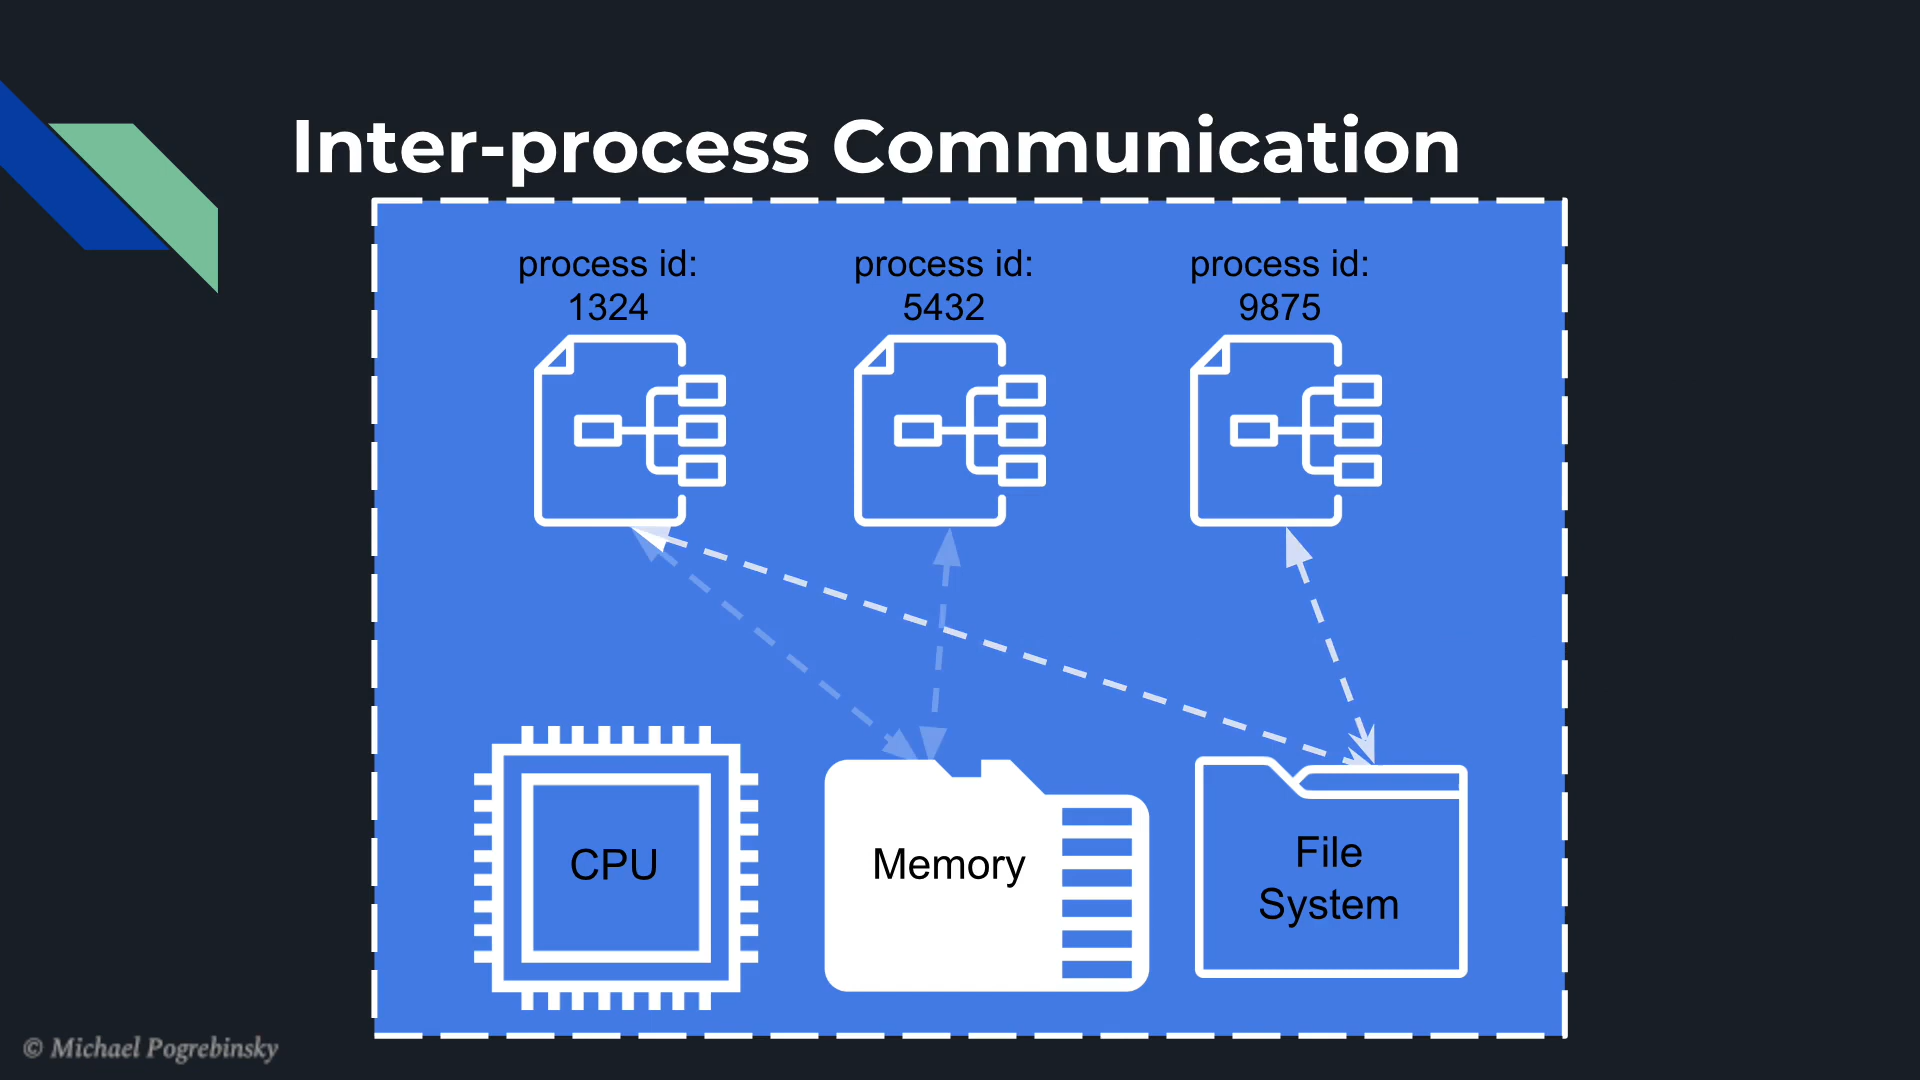 Inter-process Communication
process id:
1324
process id:
5432
process id:
9875
CPU
Memory
File
System
© Michael Pogrebinsky